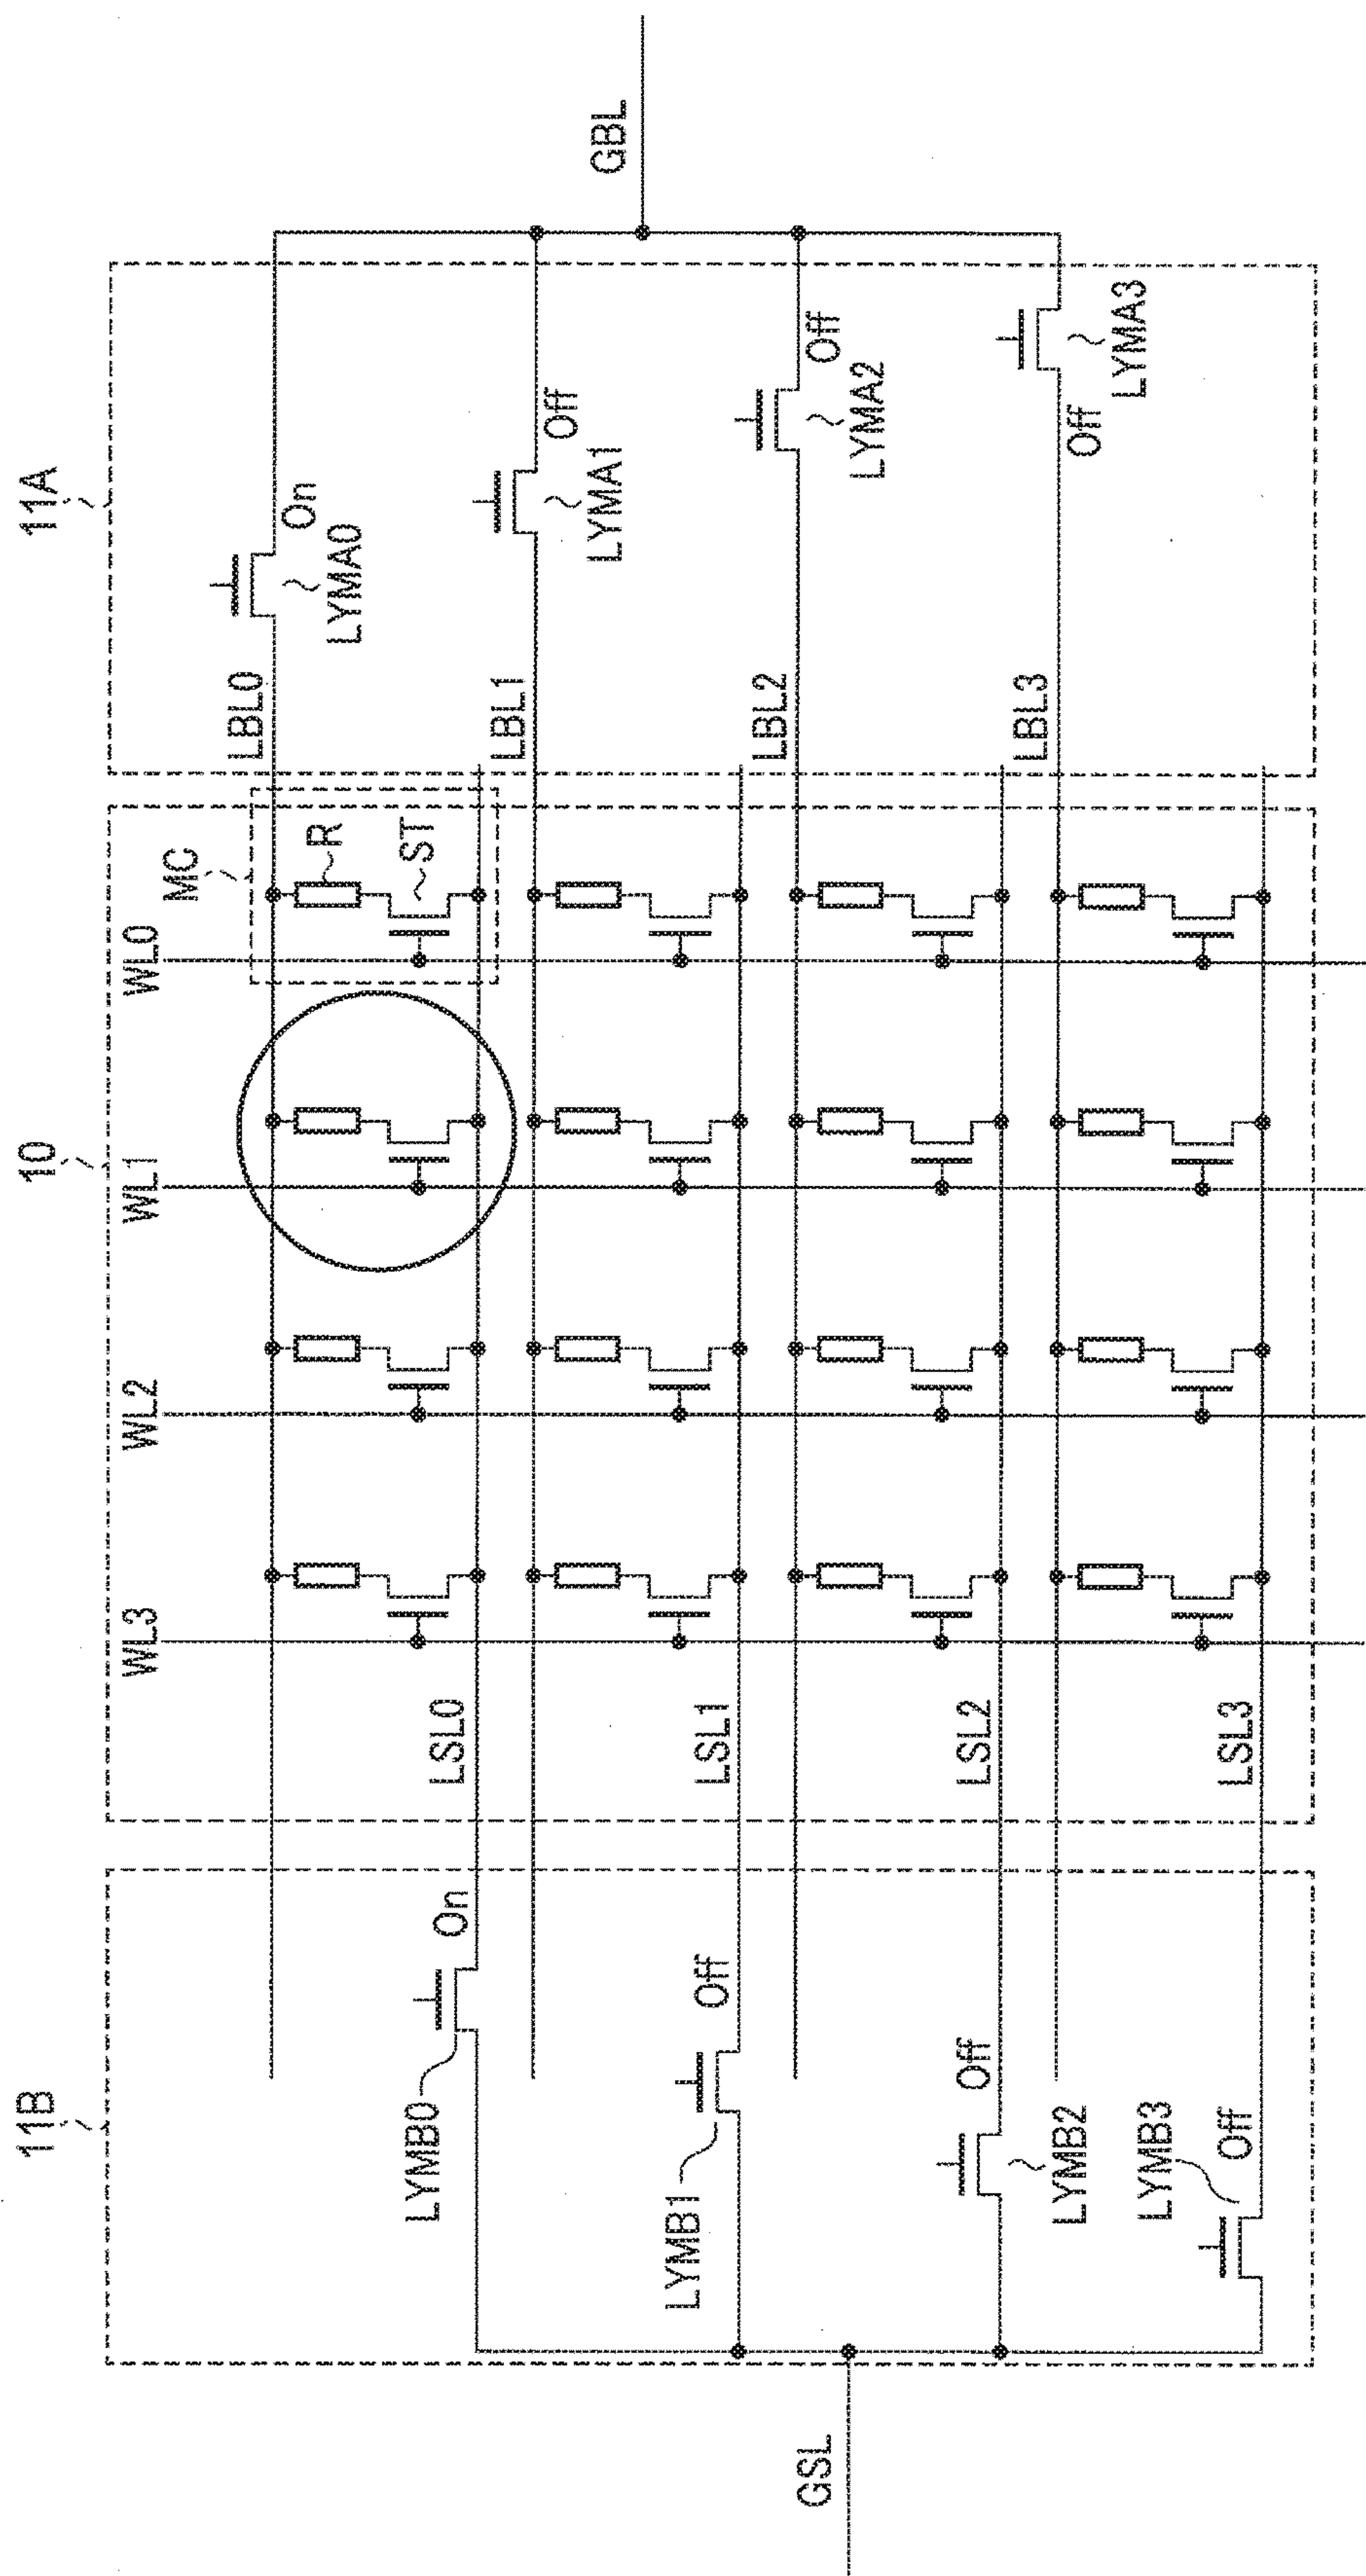 11B
10
11A
GSL
LYMB0
On
LYMB1
Off
LYMB2
Off
LYMB3
Off
WL3
WL2
WL1
WL0
MC
R
ST
LSL0
LSL1
LSL2
LSL3
LBL0
LBL1
LBL2
LBL3
LYMA0
On
LYMA1
Off
LYMA2
Off
LYMA3
Off
GBL